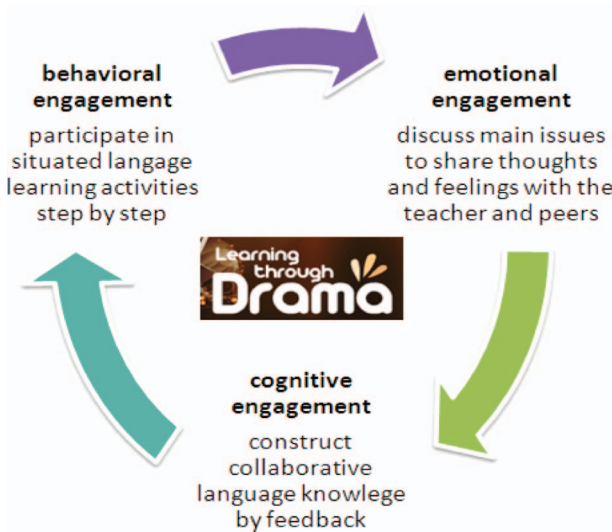 behavioral
engagement
participate in
situated langage
learning activities
step by step
emotional
engagement
discuss main issues
to share thoughts
and feelings with the
teacher and peers
Learning
through
Drama
cognitive
engagement
construct
collaborative
language knowlege
by feedback